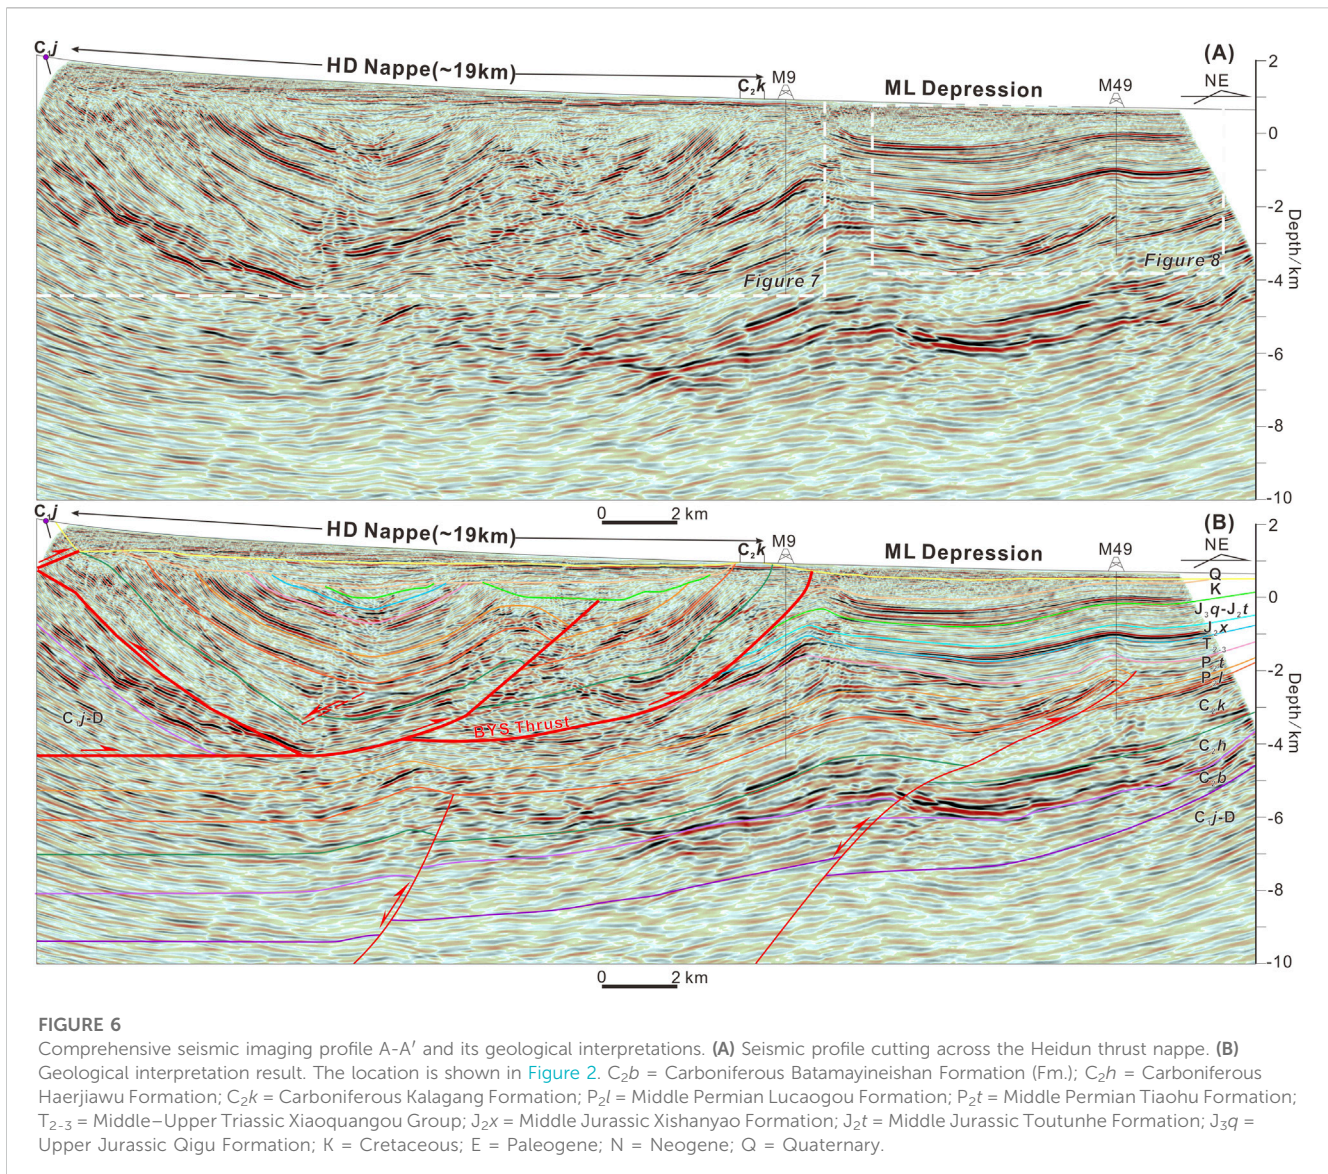 C₁j
HD Nappe(~19km)
C₂k
M9
ML Depression
M49
(A)
NE
2
0
-2
-4
-6
-8
-10
Depth/km
Figure 7
Figure 8
0 2 km
C₁j
HD Nappe(~19km)
C₂k
M9
ML Depression
M49
(B)
NE
2
0
-2
-4
-6
-8
-10
Depth/km
Q
K
J₃q-J₂t
J₂x
T₂₋₃
P₂t
P₂l
C₂k
C₂h
C₂b
C₁j-D
C₁j-D
BYS Thrust
0 2 km
FIGURE 6
Comprehensive seismic imaging profile A-A′ and its geological interpretations. (A) Seismic profile cutting across the Heidun thrust nappe. (B)
Geological interpretation result. The location is shown in Figure 2. C₂b = Carboniferous Batamayineishan Formation (Fm.); C₂h = Carboniferous
Haerjiawu Formation; C₂k = Carboniferous Kalagang Formation; P₂l = Middle Permian Lucaogou Formation; P₂t = Middle Permian Tiaohu Formation;
T₂₋₃ = Middle–Upper Triassic Xiaoquangou Group; J₂x = Middle Jurassic Xishanyao Formation; J₂t = Middle Jurassic Toutunhe Formation; J₃q =
Upper Jurassic Qigu Formation; K = Cretaceous; E = Paleogene; N = Neogene; Q = Quaternary.